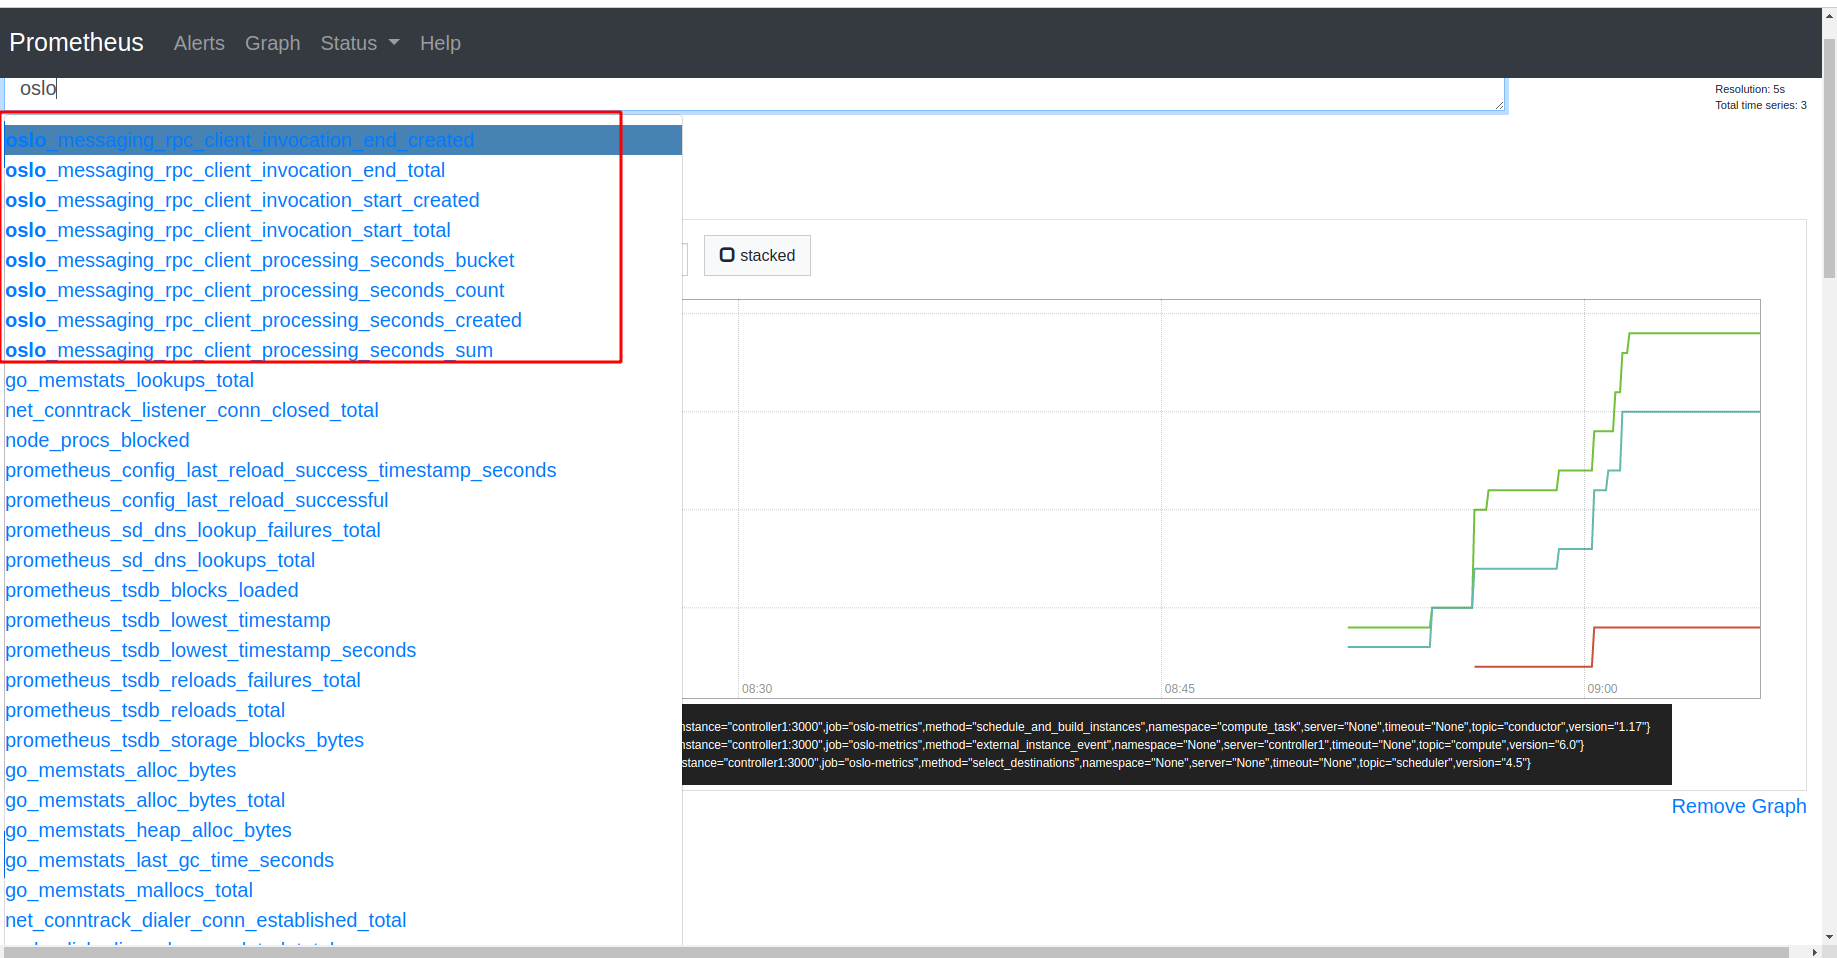 Prometheus Alerts Graph Status Help
oslo
Resolution: 5s
Total time series: 3
oslo_messaging_rpc_client_invocation_end_created
oslo_messaging_rpc_client_invocation_end_total
oslo_messaging_rpc_client_invocation_start_created
oslo_messaging_rpc_client_invocation_start_total
oslo_messaging_rpc_client_processing_seconds_bucket
oslo_messaging_rpc_client_processing_seconds_count
oslo_messaging_rpc_client_processing_seconds_created
oslo_messaging_rpc_client_processing_seconds_sum
go_memstats_lookups_total
net_conntrack_listener_conn_closed_total
node_procs_blocked
prometheus_config_last_reload_success_timestamp_seconds
prometheus_config_last_reload_successful
prometheus_sd_dns_lookup_failures_total
prometheus_sd_dns_lookups_total
prometheus_tsdb_blocks_loaded
prometheus_tsdb_lowest_timestamp
prometheus_tsdb_lowest_timestamp_seconds
prometheus_tsdb_reloads_failures_total
prometheus_tsdb_reloads_total
prometheus_tsdb_storage_blocks_bytes
go_memstats_alloc_bytes
go_memstats_alloc_bytes_total
go_memstats_heap_alloc_bytes
go_memstats_last_gc_time_seconds
go_memstats_mallocs_total
net_conntrack_dialer_conn_established_total
stacked
08:30 08:45 09:00
nstance="controller1:3000",job="oslo-metrics",method="schedule_and_build_instances",namespace="compute_task",server="None",timeout="None",topic="conductor",version="1.17"}
nstance="controller1:3000",job="oslo-metrics",method="external_instance_event",namespace="None",server="controller1",timeout="None",topic="compute",version="6.0"}
stance="controller1:3000",job="oslo-metrics",method="select_destinations",namespace="None",server="None",timeout="None",topic="scheduler",version="4.5"}
Remove Graph